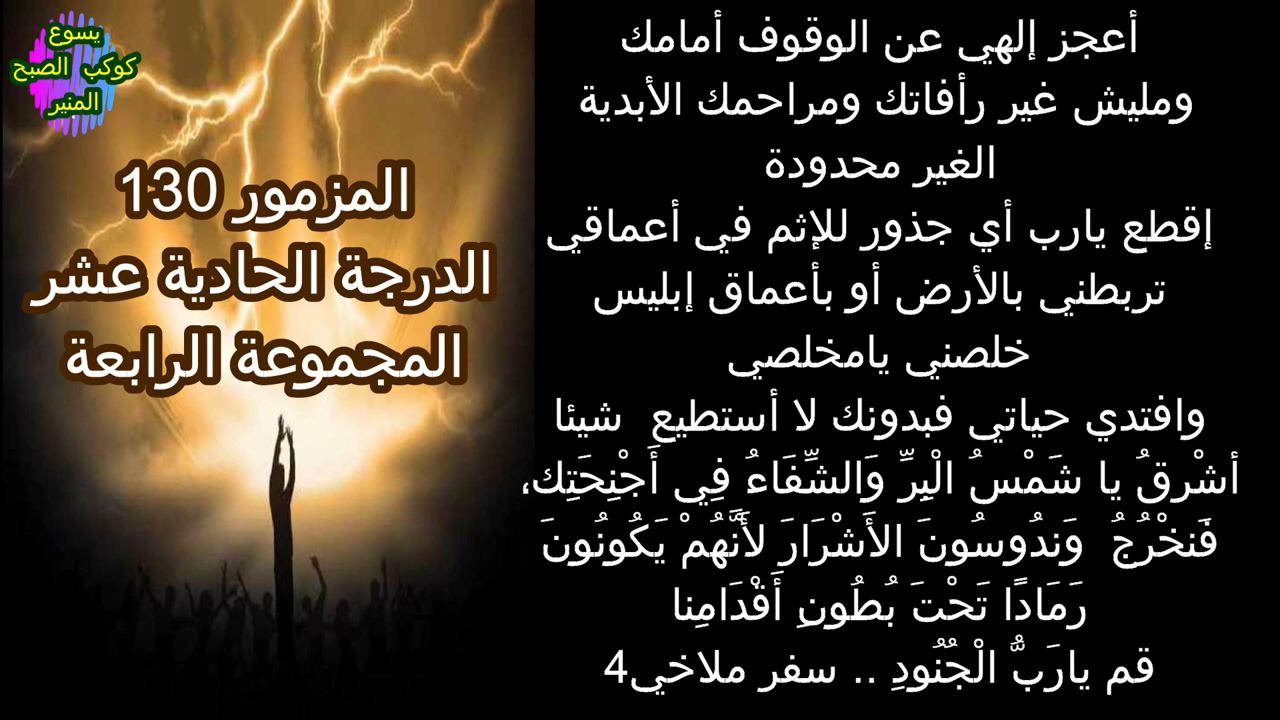 يسوع
كوكب الصبح
المنير
المزمور 130
الدرجة الحادية عشر
المجموعة الرابعة
أعجز إلهي عن الوقوف أمامك
ومليش غير رأفاتك ومراحمك الأبدية
الغير محدودة
إقطع يارب أي جذور للإثم في أعماقي
تربطني بالأرض أو بأعماق إبليس
خلصني يامخلصي
وافتدي حياتي فبدونك لا أستطيع شيئا
أشْرقُ يا شَمْسُ الْبِرِّ وَالشِّفَاءُ فِي أَجْنِحَتِك،
فَنخْرُجُ وَنَدُوسُونَ الأَشْرَارَ لأَنَّهُمْ يَكُونُونَ
رَمَادًا تَحْتَ بُطُونِ أَقْدَامِنا
قم يارَبُّ الْجُنُودِ .. سفر ملاخي4